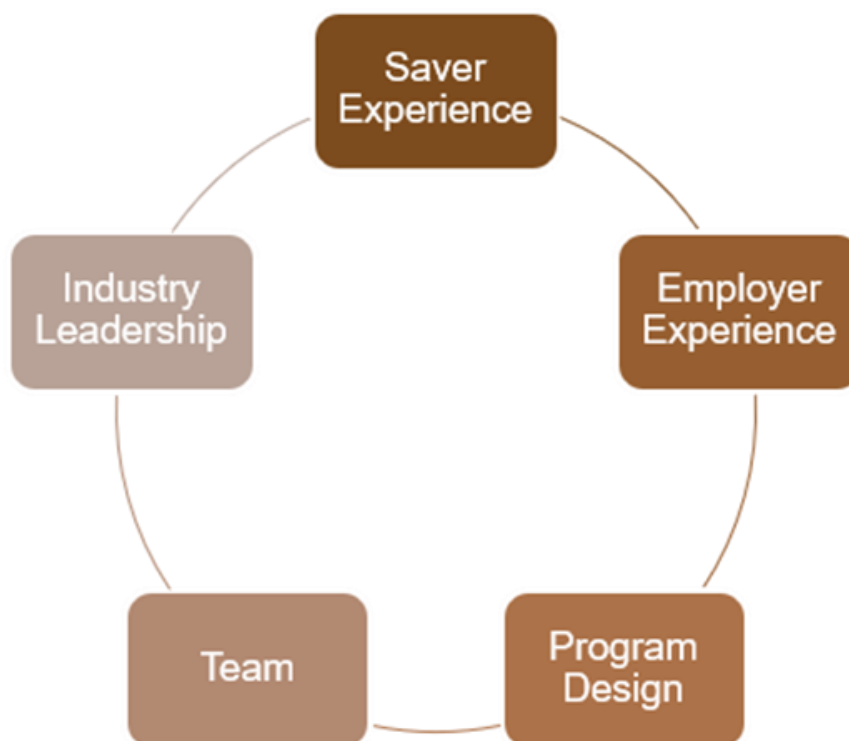 Saver
Experience
Employer
Experience
Program
Design
Team
Industry
Leadership